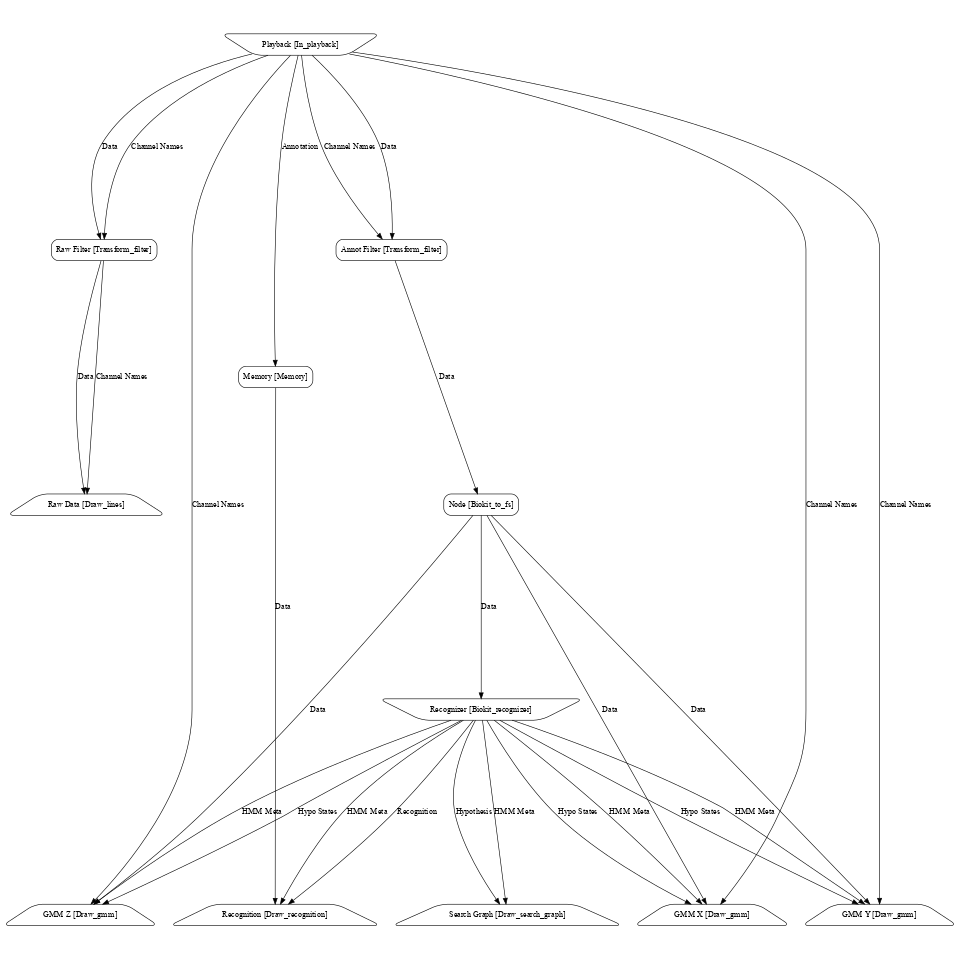 Playback [In_playback]
Data
Channel Names
Annotation
Channel Names
Data
Raw Filter [Transform_filter]
Annot Filter [Transform_filter]
Data
Channel Names
Memory [Memory]
Data
Raw Data [Draw_lines]
Channel Names
Node [Biokit_to_fs]
Channel Names
Channel Names
Data
Data
Data
Recognizer [Biokit_recognizer]
Data
Data
HMM Meta
Hypo States
HMM Meta
Recognition
Hypothesis
HMM Meta
Hypo States
HMM Meta
Hypo States
HMM Meta
GMM Z [Draw_gmm]
Recognition [Draw_recognition]
Search Graph [Draw_search_graph]
GMM X [Draw_gmm]
GMM Y [Draw_gmm]